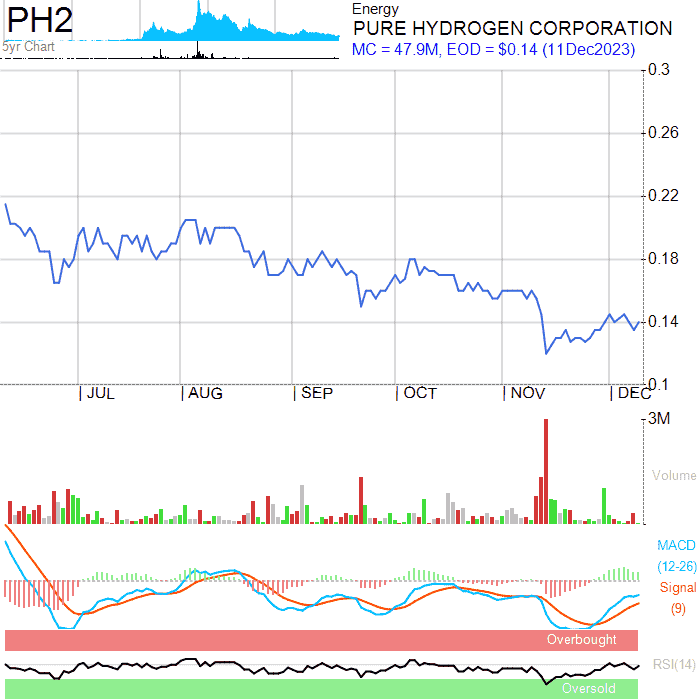 PH2
5yr Chart
Energy
PURE HYDROGEN CORPORATION
MC = 47.9M, EOD = $0.14 (11Dec2023)
0.3
0.26
0.22
0.18
0.14
0.1
| JUL | AUG | SEP | OCT | NOV | DEC
3M
Volume
MACD
(12-26)
Signal
(9)
Overbought
RSI(14)
Oversold